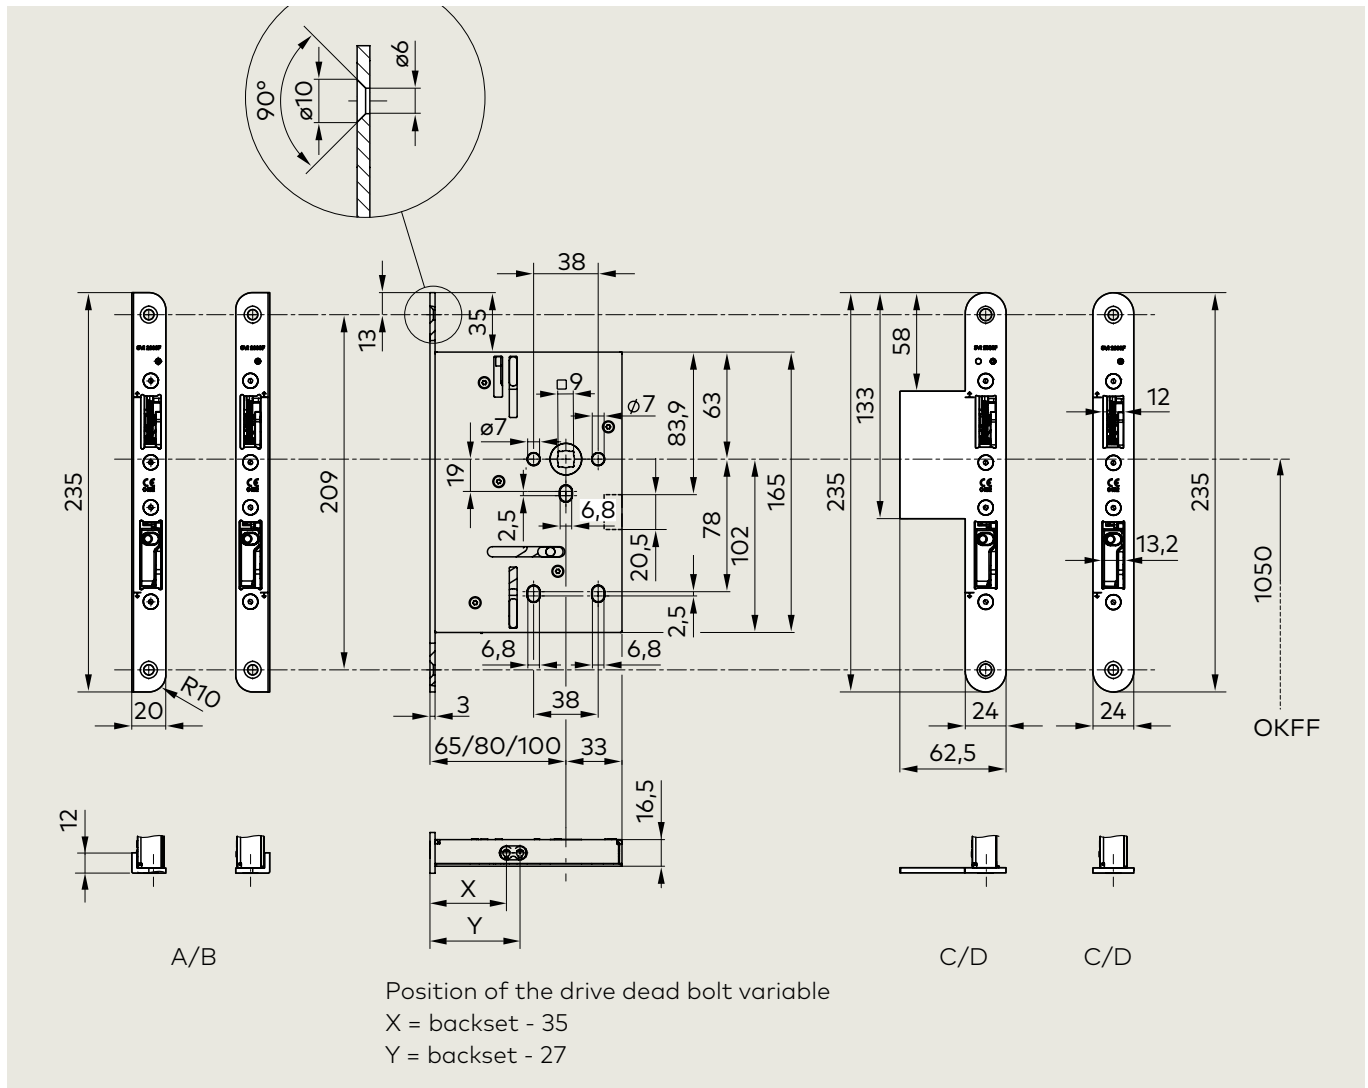 90°
ø10
ø6
38
13
35
9
ø7
ø7
63
83,9
58
133
12
235
209
19
2,5
6,8
20,5
78
102
165
235
235
13,2
1050
2,5
6,8
6,8
R10
20
3
38
24
24
OKFF
65/80/100
33
62,5
12
16,5
X
Y
A/B
C/D
C/D
Position of the drive dead bolt variable
X = backset - 35
Y = backset - 27